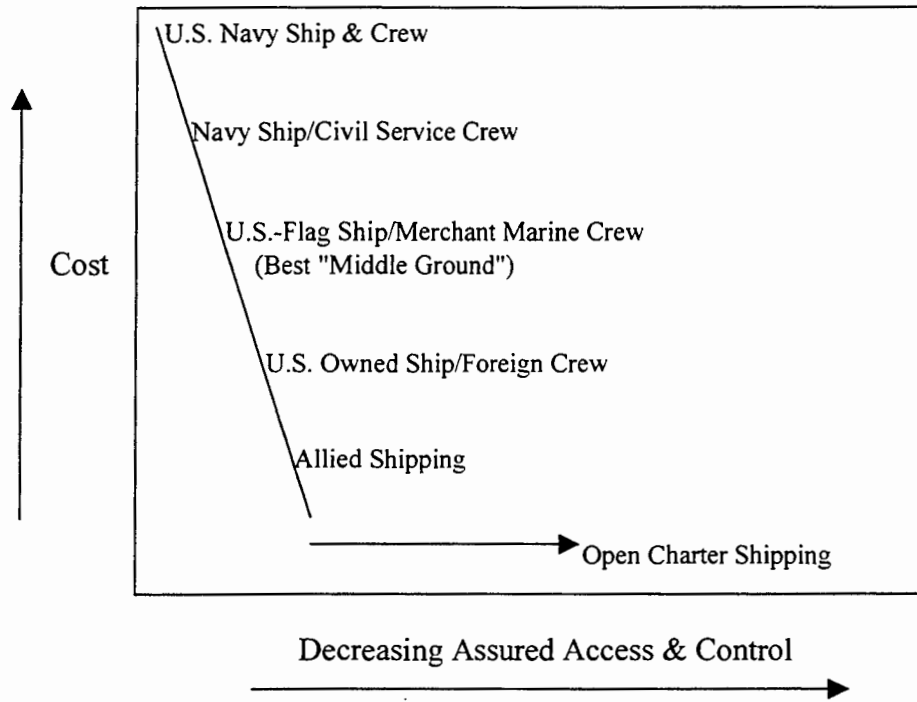 U.S. Navy Ship & Crew
Navy Ship/Civil Service Crew
U.S.-Flag Ship/Merchant Marine Crew
(Best "Middle Ground")
Cost
U.S. Owned Ship/Foreign Crew
Allied Shipping
Open Charter Shipping
Decreasing Assured Access & Control